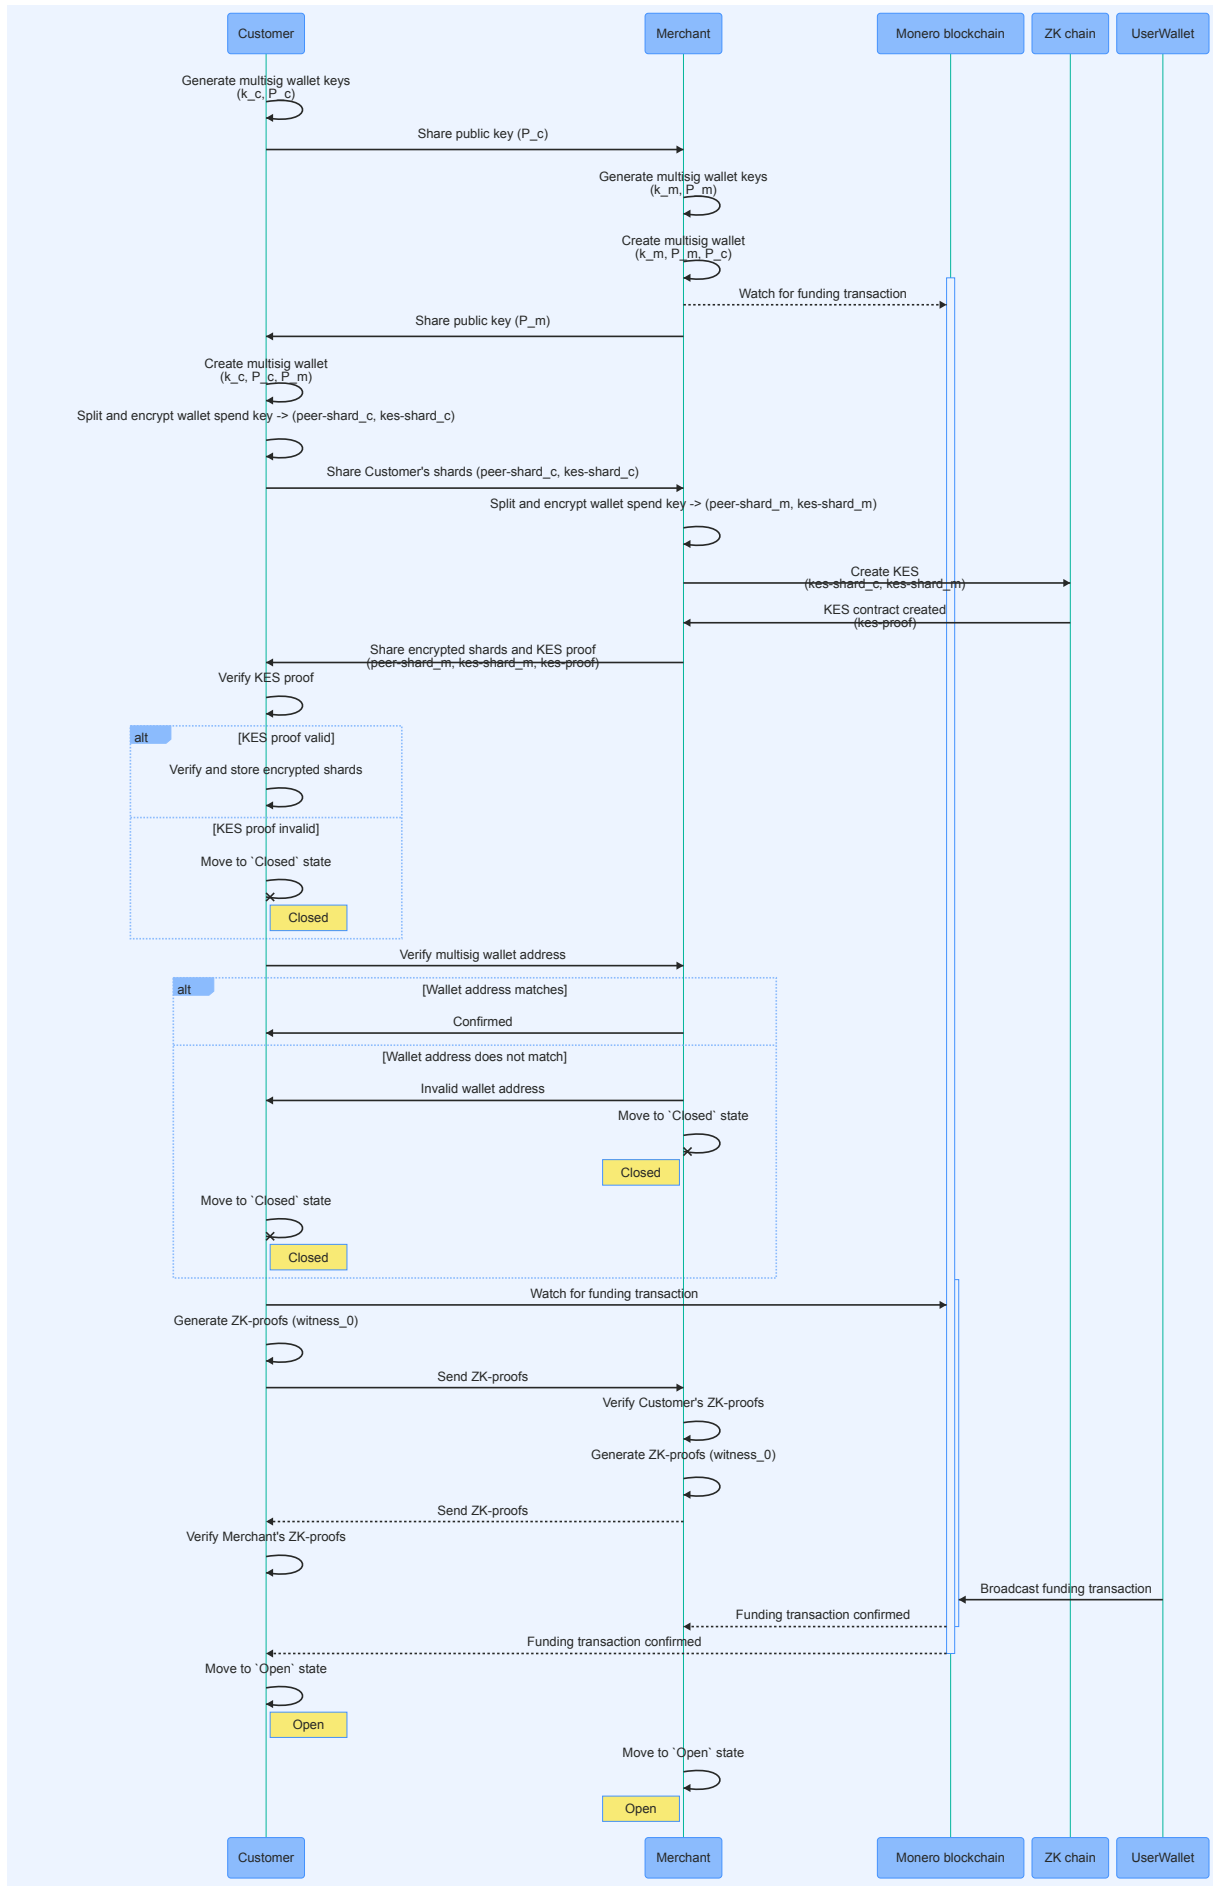 Customer
Merchant
Monero blockchain
ZK chain
UserWallet
Generate multisig wallet keys
(k_c, P_c)
Share public key (P_c)
Generate multisig wallet keys
(k_m, P_m)
Create multisig wallet
(k_m, P_m, P_c)
Watch for funding transaction
Share public key (P_m)
Create multisig wallet
(k_c, P_c, P_m)
Split and encrypt wallet spend key -> (peer-shard_c, kes-shard_c)
Share Customer's shards (peer-shard_c, kes-shard_c)
Split and encrypt wallet spend key -> (peer-shard_m, kes-shard_m)
Create KES
(kes-shard_c, kes-shard_m)
KES contract created
(kes-proof)
Share encrypted shards and KES proof
(peer-shard_m, kes-shard_m, kes-proof)
Verify KES proof
alt
[KES proof valid]
Verify and store encrypted shards
[KES proof invalid]
Move to `Closed` state
Closed
Verify multisig wallet address
alt
[Wallet address matches]
Confirmed
[Wallet address does not match]
Invalid wallet address
Move to `Closed` state
Closed
Move to `Closed` state
Closed
Watch for funding transaction
Generate ZK-proofs (witness_0)
Send ZK-proofs
Verify Customer's ZK-proofs
Generate ZK-proofs (witness_0)
Send ZK-proofs
Verify Merchant's ZK-proofs
Broadcast funding transaction
Funding transaction confirmed
Funding transaction confirmed
Move to `Open` state
Open
Move to `Open` state
Open
Customer
Merchant
Monero blockchain
ZK chain
UserWallet